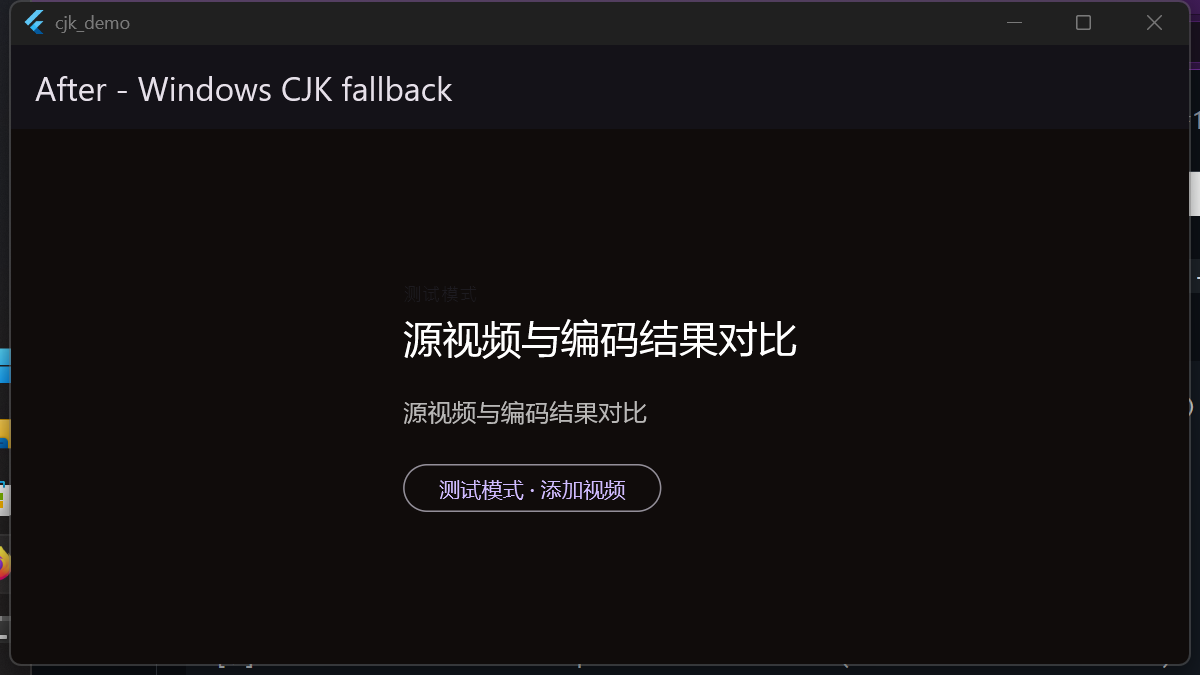 cjk_demo
After - Windows CJK fallback
测试模式
源视频与编码结果对比
源视频与编码结果对比
测试模式 · 添加视频